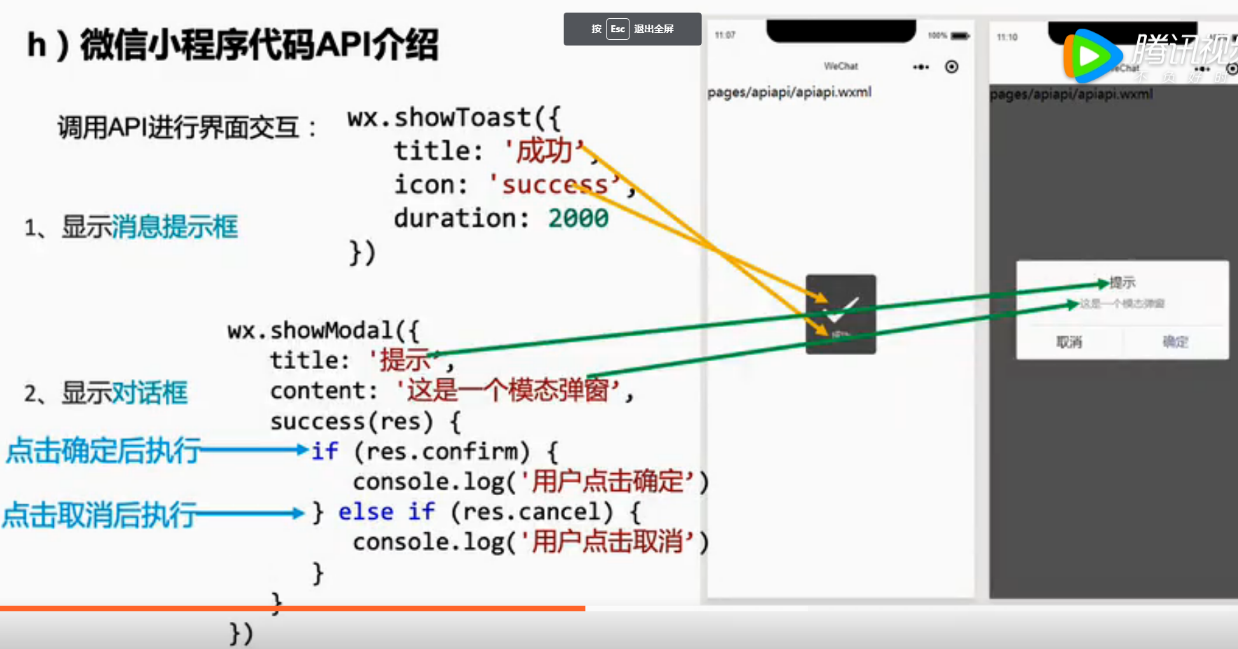 h）微信小程序代码API介绍
按 Esc 退出全屏
调用API进行界面交互：
1、显示消息提示框
wx.showToast({
title: '成功',
icon: 'success',
duration: 2000
})
2、显示对话框
点击确定后执行
点击取消后执行
wx.showModal({
title: '提示',
content: '这是一个模态弹窗',
success(res) {
if (res.confirm) {
console.log('用户点击确定')
} else if (res.cancel) {
console.log('用户点击取消')
}
}
})
11:07
100%
WeChat
pages/apiapi/apiapi.wxml
11:10
腾讯视
pages/apiapi/apiapi.wxml
提示
这是一个模态弹窗
取消
确定